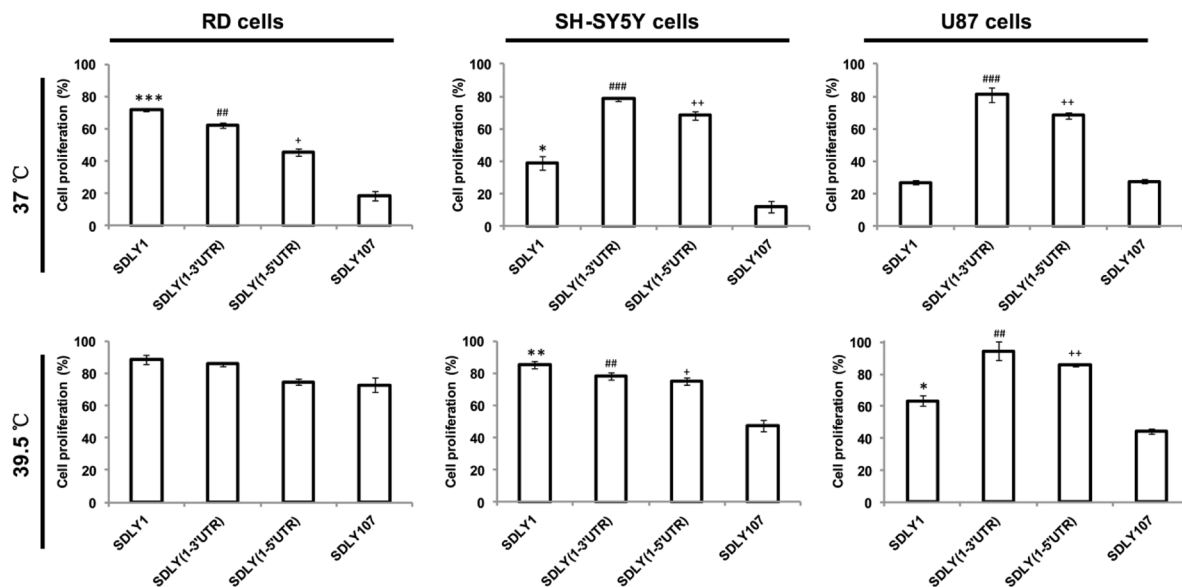 RD cells
SH-SY5Y cells
U87 cells
37 ℃
Cell proliferation (%)
100
80
60
40
20
0
***
##
+
SDLY1
SDLY(1-3'UTR)
SDLY(1-5'UTR)
SDLY107
Cell proliferation (%)
100
80
60
40
20
0
*
###
++
SDLY1
SDLY(1-3'UTR)
SDLY(1-5'UTR)
SDLY107
Cell proliferation (%)
100
80
60
40
20
0
###
++
SDLY1
SDLY(1-3'UTR)
SDLY(1-5'UTR)
SDLY107
39.5 ℃
Cell proliferation (%)
100
80
60
40
20
0
SDLY1
SDLY(1-3'UTR)
SDLY(1-5'UTR)
SDLY107
Cell proliferation (%)
100
80
60
40
20
0
**
##
+
SDLY1
SDLY(1-3'UTR)
SDLY(1-5'UTR)
SDLY107
Cell proliferation (%)
100
80
60
40
20
0
*
##
++
SDLY1
SDLY(1-3'UTR)
SDLY(1-5'UTR)
SDLY107